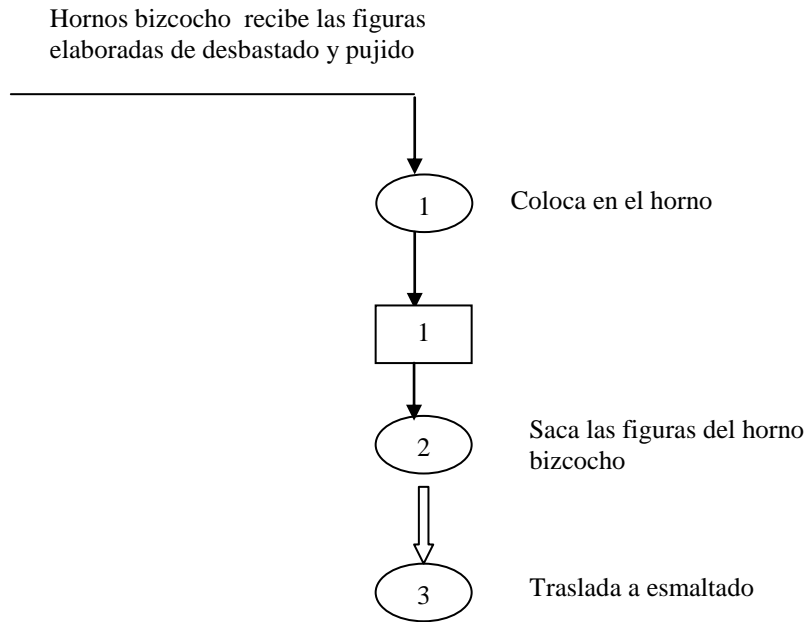 Hornos bizcocho recibe las figuras
elaboradas de desbastado y pujido
1
Coloca en el horno
1
2
Saca las figuras del horno
bizcocho
3
Traslada a esmaltado